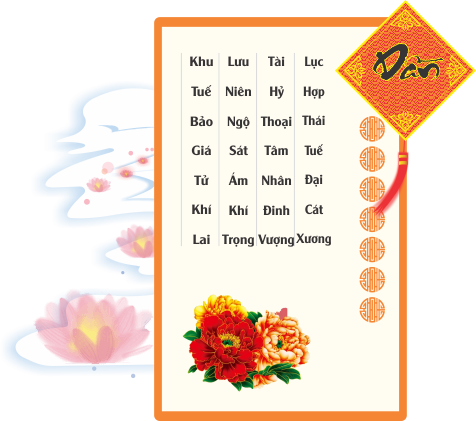 Dần
Lục Hợp Thái Tuế Đại Cát Xương
Tài Hỷ Thoại Tâm Nhân Đinh Vượng
Lưu Niên Ngộ Sát Ám Khí Trọng
Khu Tuế Bảo Giá Tử Khí Lai